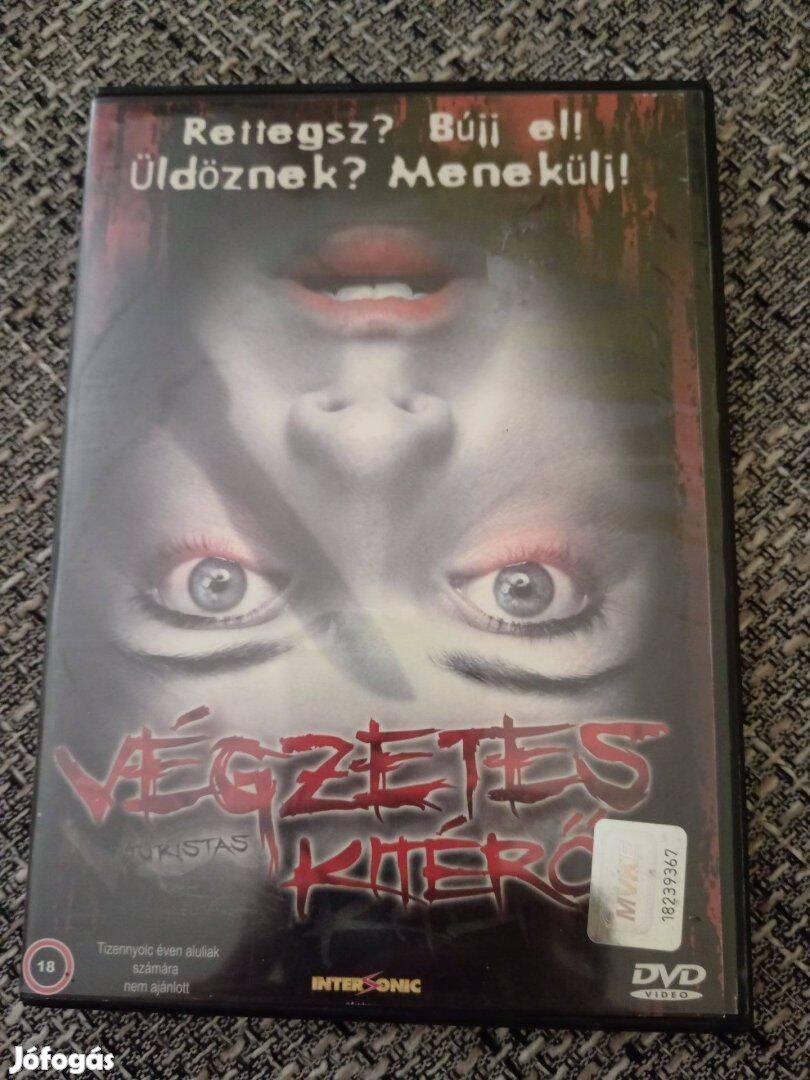 Rettegsz? Bújj el!
Üldöznek? Menekülj!
VÉGZETES
TURISTAS
KITÉRŐ
MVK
18239367
18
Tizennyolc éven aluliak
számára
nem ajánlott
INTERSONIC
DVD
VIDEO
Jófogás